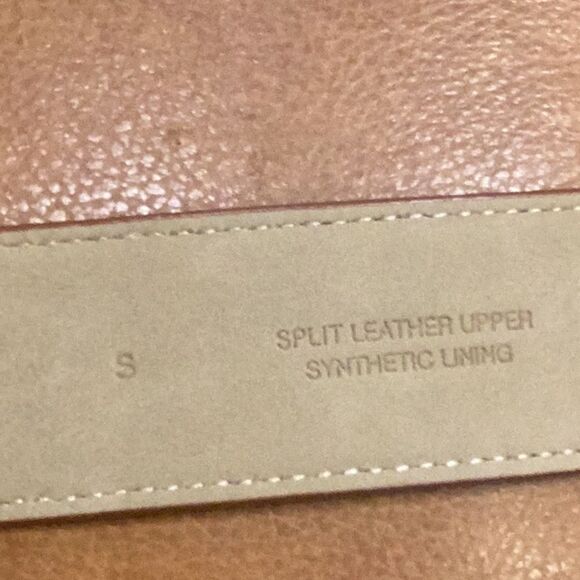 S
SPLIT LEATHER UPPER
SYNTHETIC LINING